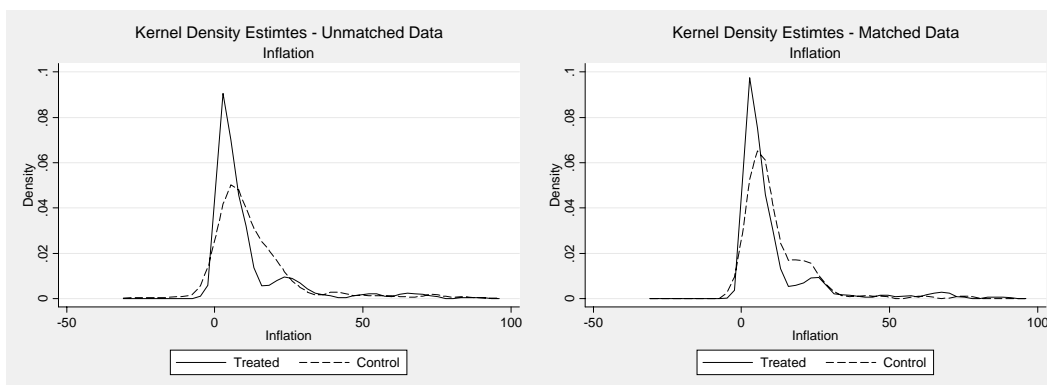 Kernel Density Estimtes - Unmatched Data
Inflation
Density
.1
.08
.06
.04
.02
0
-50
0
50
100
Inflation
Treated
Control
Kernel Density Estimtes - Matched Data
Inflation
Density
.1
.08
.06
.04
.02
0
-50
0
50
100
Inflation
Treated
Control